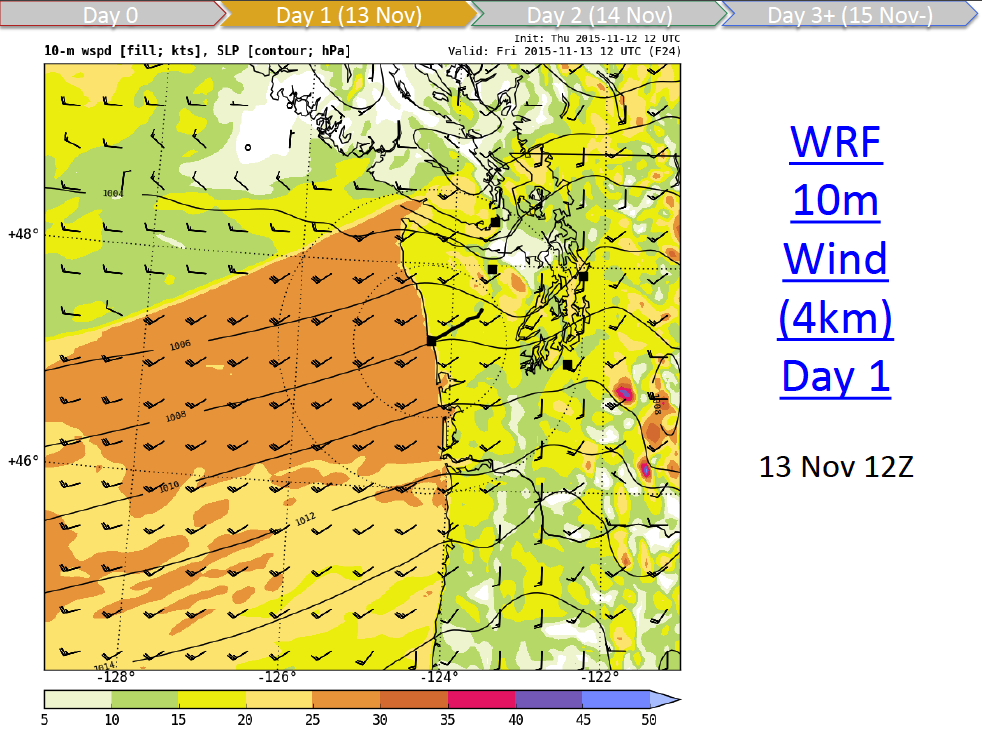 Day 0
Day 1 (13 Nov)
Day 2 (14 Nov)
Day 3+ (15 Nov-)
Init: Thu 2015-11-12 12 UTC
10-m wspd [fill; kts], SLP [contour; hPa]
Valid: Fri 2015-11-13 12 UTC (F24)
WRF
10m
Wind
(4km)
Day 1
13 Nov 12Z
1004
+48°
1006
1008
1008
+46°
1010
1012
1014
-128°
-126°
-124°
-122°
5 10 15 20 25 30 35 40 45 50